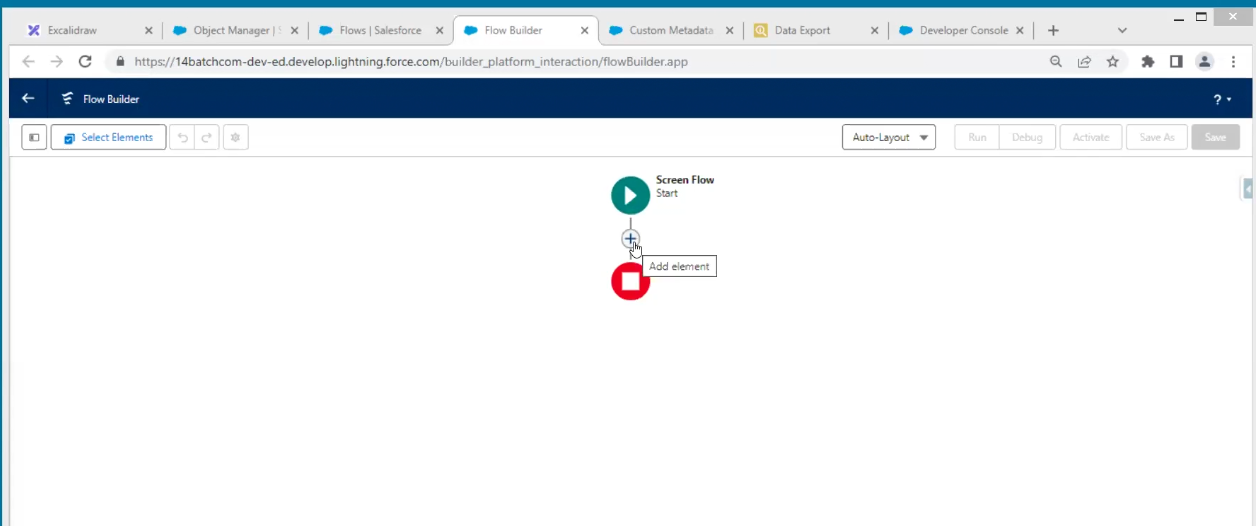 Excalidraw
Object Manager | S
Flows | Salesforce
Flow Builder
Custom Metadata
Data Export
Developer Console
https://14batchcom-dev-ed.develop.lightning.force.com/builder_platform_interaction/flowBuilder.app
Flow Builder
?
Select Elements
Auto-Layout
Run
Debug
Activate
Save As
Save
Screen Flow
Start
Add element